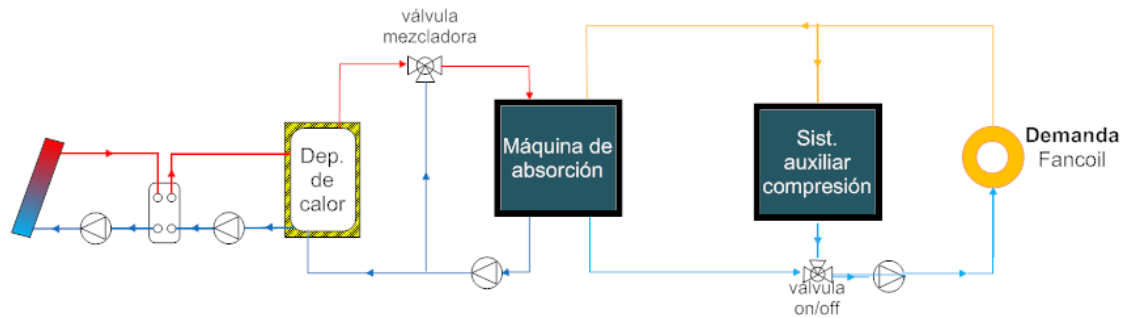 válvula
mezcladora
Dep.
de
calor
Máquina de
absorción
Sist.
auxiliar
compresión
Demanda
Fancoil
válvula
on/off